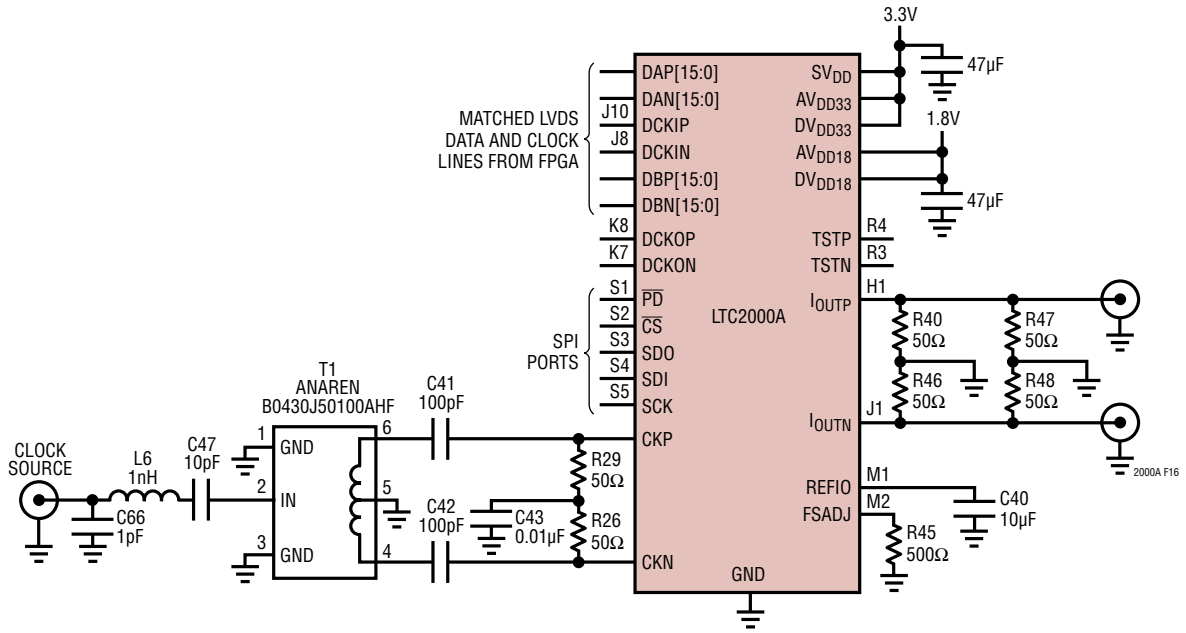 3.3V
47µF
DAP[15:0]
SVDD
DAN[15:0]
AVDD33
MATCHED LVDS
DATA AND CLOCK
LINES FROM FPGA
J10
DCKIP
DVDD33
1.8V
J8
DCKIN
AVDD18
DBP[15:0]
DVDD18
DBN[15:0]
47µF
K8
DCKOP
TSTP
R4
K7
DCKON
TSTN
R3
SPI
PORTS
S1
PD
IOUTP
H1
LTC2000A
S2
CS
S3
SDO
S4
SDI
S5
SCK
R40
50Ω
R47
50Ω
R46
50Ω
R48
50Ω
IOUTN
J1
2000A F16
T1
ANAREN
B0430J50100AHF
C41
100pF
CKP
CLOCK
SOURCE
L6
1nH
C47
10pF
C66
1pF
1
GND
2
IN
3
GND
6
5
4
C42
100pF
C43
0.01µF
R29
50Ω
R26
50Ω
CKN
REFIO
M1
C40
10µF
FSADJ
M2
R45
500Ω
GND